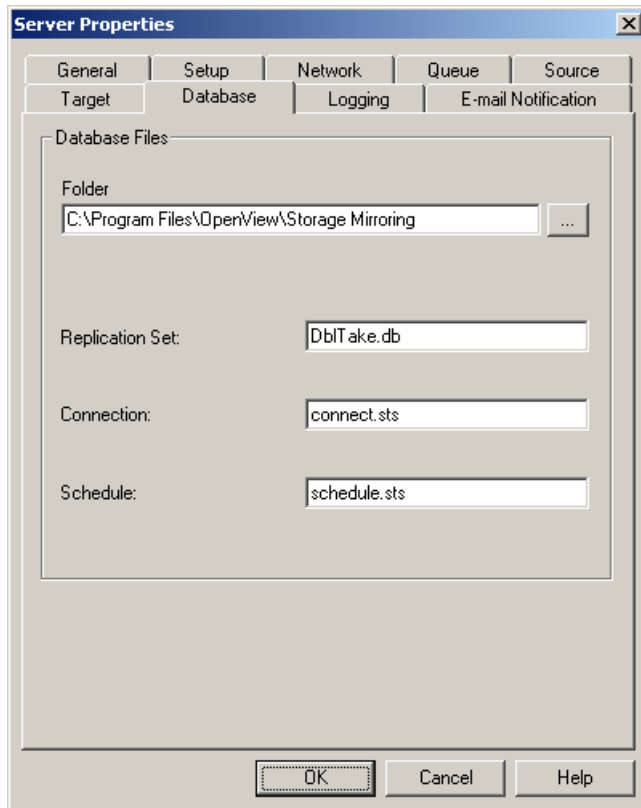 Server Properties
General Setup Network Queue Source
Target Database Logging E-mail Notification
Database Files
Folder
C:\Program Files\OpenView\Storage Mirroring ...
Replication Set: DblTake.db
Connection: connect.sts
Schedule: schedule.sts
OK Cancel Help